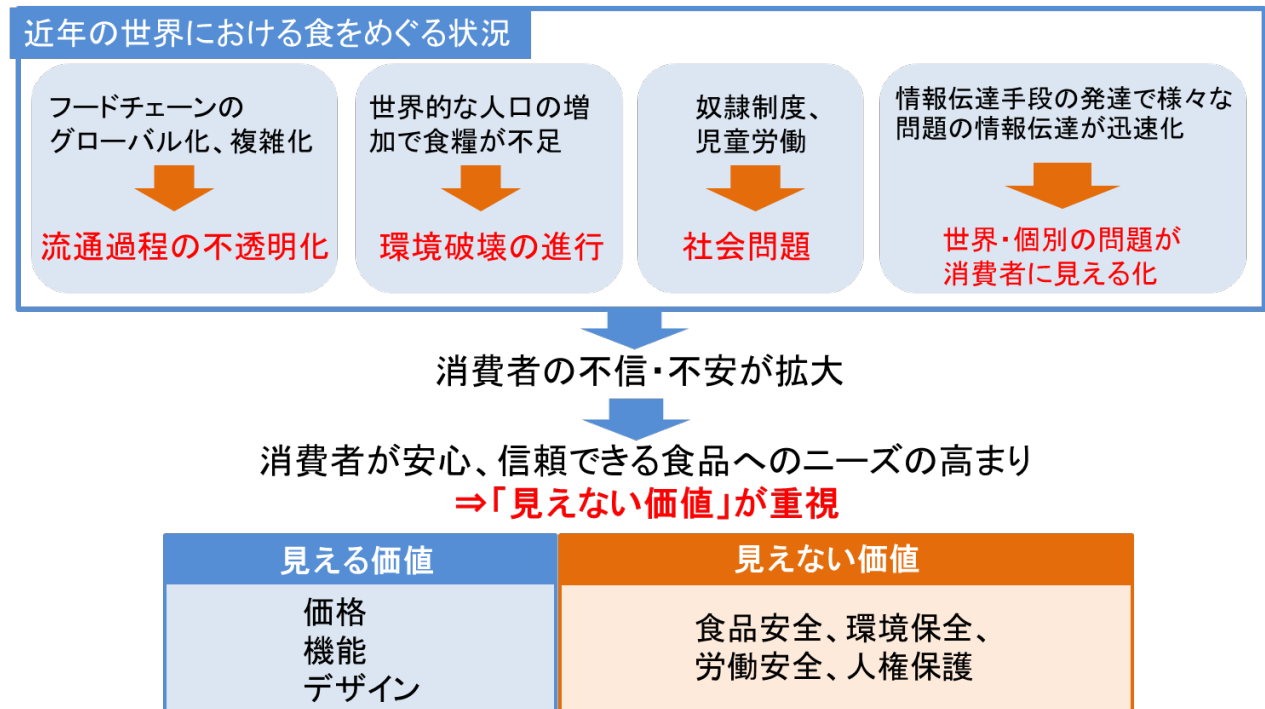 近年の世界における食をめぐる状況
フードチェーンの
グローバル化、複雑化
流通過程の不透明化
世界的な人口の増
加で食糧が不足
環境破壊の進行
奴隷制度、
児童労働
社会問題
情報伝達手段の発達で様々な
問題の情報伝達が迅速化
世界・個別の問題が
消費者に見える化
消費者の不信・不安が拡大
消費者が安心、信頼できる食品へのニーズの高まり
⇒「見えない価値」が重視
見える価値
価格
機能
デザイン
見えない価値
食品安全、環境保全、
労働安全、人権保護